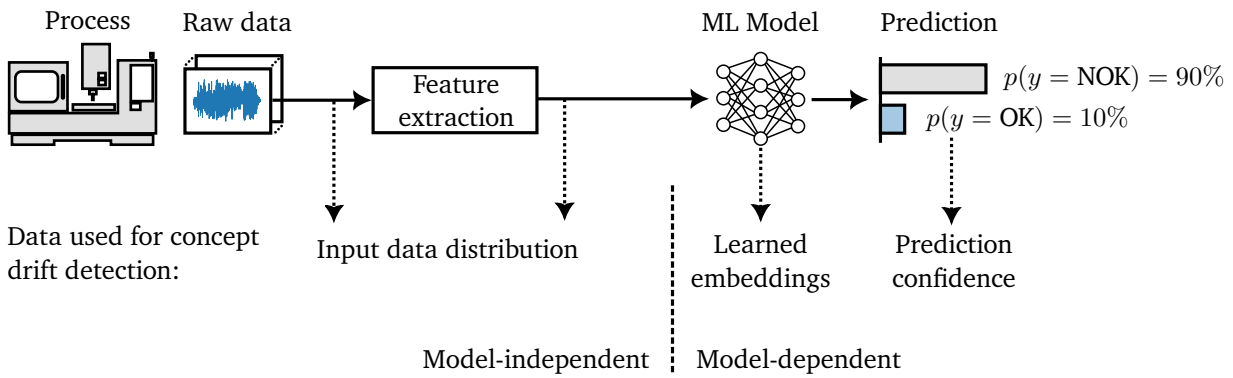 Process
Raw data
ML Model
Prediction
Feature
extraction
p(y = NOK) = 90%
p(y = OK) = 10%
Data used for concept
drift detection:
Input data distribution
Learned
embeddings
Prediction
confidence
Model-independent
Model-dependent